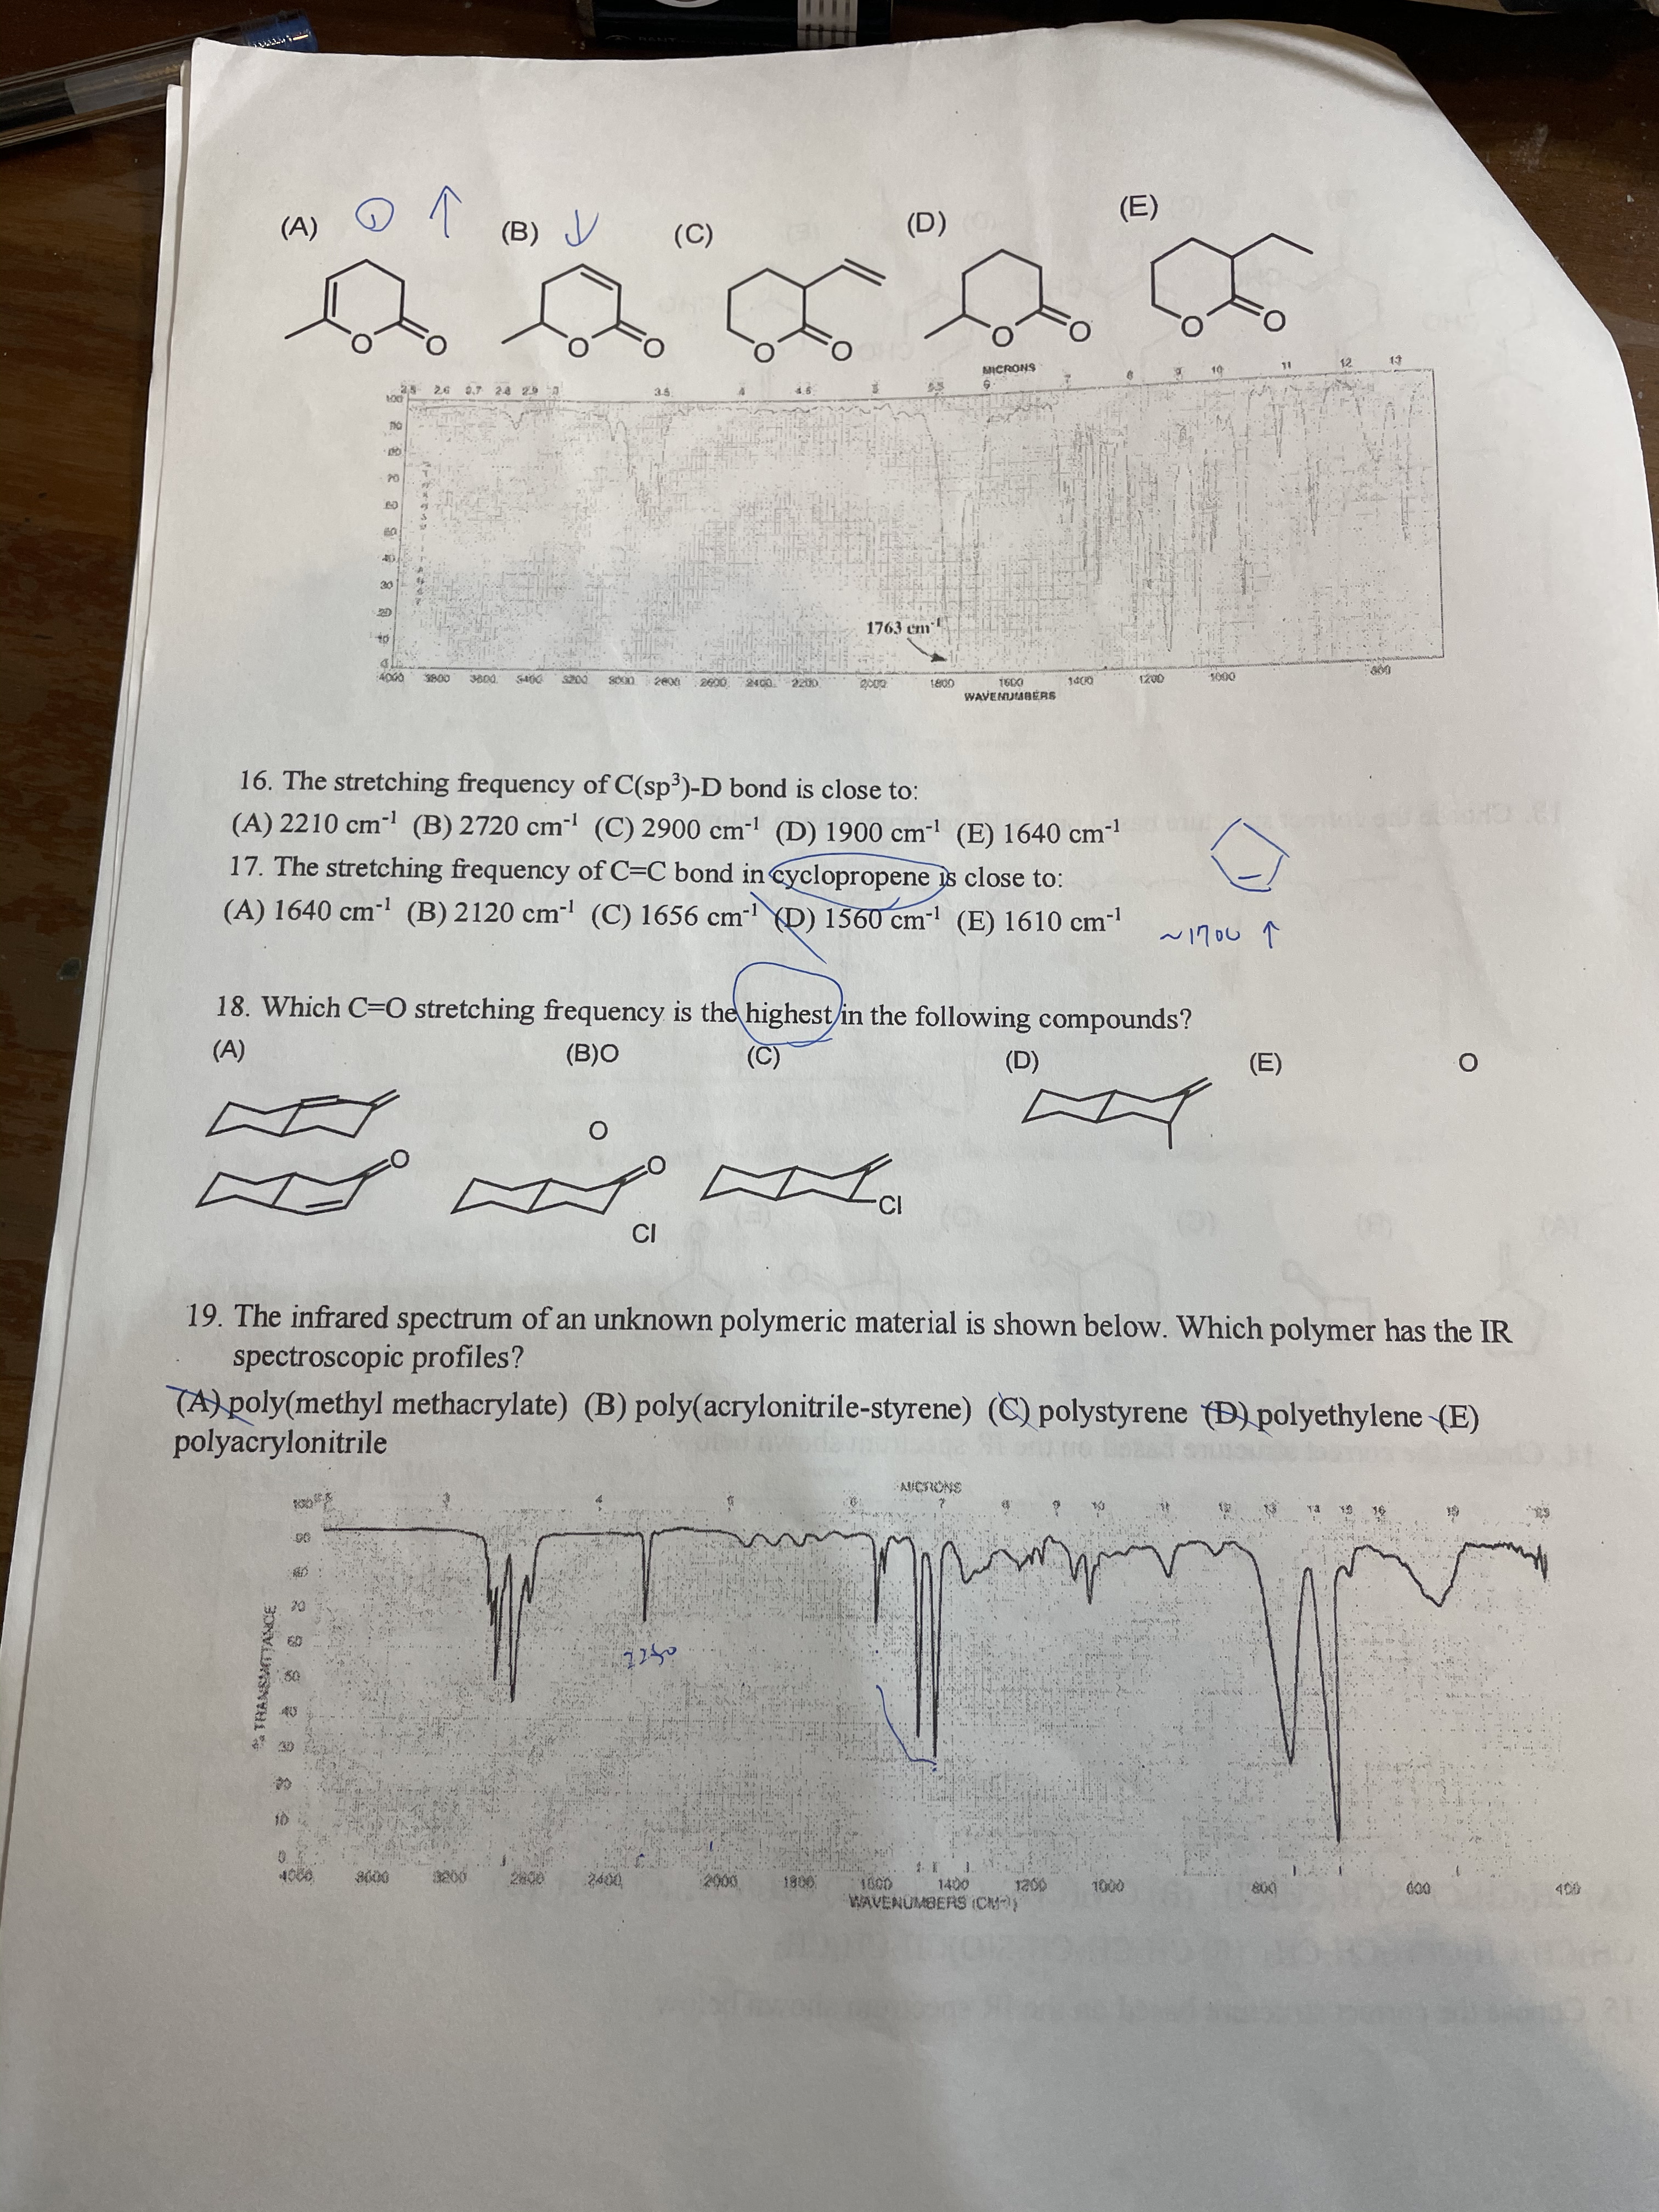 (A) (B) (C) (D) (E)
O O O O O O O O O O
MICRONS
2.5 2.6 2.7 2.8 2.9 3 3.5 4 4.5 5 5.5 6 7 8 9 10 11 12 13
100
90
80
70
60
50
40
30
20
10
0
1763 cm⁻¹
4000 3800 3600 3400 3200 3000 2800 2600 2400 2200 2000 1800 1600 1400 1200 1000 800
WAVENUMBERS
16. The stretching frequency of C(sp³)-D bond is close to:
(A) 2210 cm⁻¹ (B) 2720 cm⁻¹ (C) 2900 cm⁻¹ (D) 1900 cm⁻¹ (E) 1640 cm⁻¹
17. The stretching frequency of C=C bond in cyclopropene is close to:
(A) 1640 cm⁻¹ (B) 2120 cm⁻¹ (C) 1656 cm⁻¹ (D) 1560 cm⁻¹ (E) 1610 cm⁻¹
~1700 ↑
18. Which C=O stretching frequency is the highest in the following compounds?
(A) (B)O (C) (D) (E) O
O
O O Cl
Cl
19. The infrared spectrum of an unknown polymeric material is shown below. Which polymer has the IR
spectroscopic profiles?
(A) poly(methyl methacrylate) (B) poly(acrylonitrile-styrene) (C) polystyrene (D) polyethylene (E)
polyacrylonitrile
MICRONS
2.5 3 4 5 6 7 8 9 10 11 12 13 14 15 16 19 25
100
90
80
70
60
50
40
30
20
10
0
% TRANSMITTANCE
2250
4000 3600 3200 2800 2400 2000 1800 1600 1400 1200 1000 800 600 400
WAVENUMBERS (CM⁻¹)